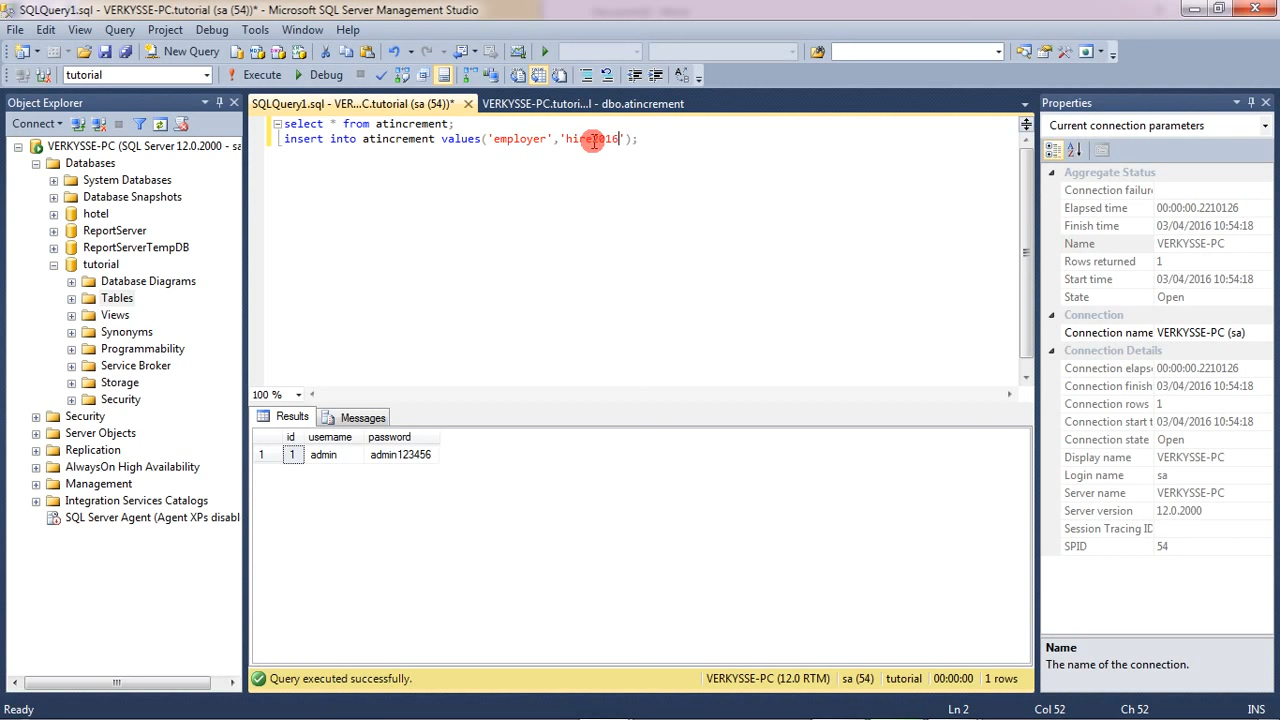 SQLQuery1.sql - VERKYSSE-PC.tutorial (sa (54))* - Microsoft SQL Server Management Studio
File Edit View Query Project Debug Tools Window Help
New Query
tutorial Execute Debug
Object Explorer
Connect
VERKYSSE-PC (SQL Server 12.0.2000 - sa
Databases
System Databases
Database Snapshots
hotel
ReportServer
ReportServerTempDB
tutorial
Database Diagrams
Tables
Views
Synonyms
Programmability
Service Broker
Storage
Security
Security
Server Objects
Replication
AlwaysOn High Availability
Management
Integration Services Catalogs
SQL Server Agent (Agent XPs disabl
SQLQuery1.sql - VER...C.tutorial (sa (54))* VERKYSSE-PC.tutori...l - dbo.atincrement
select * from atincrement;
insert into atincrement values('employer',
100 %
Results Messages
id username password
1 1 admin admin123456
Query executed successfully. VERKYSSE-PC (12.0 RTM) sa (54) tutorial 00:00:00 1 rows
Properties
Current connection parameters
Aggregate Status
Connection failur
Elapsed time 00:00:00.2210126
Finish time 03/04/2016 10:54:18
Name VERKYSSE-PC
Rows returned 1
Start time 03/04/2016 10:54:18
State Open
Connection
Connection name VERKYSSE-PC (sa)
Connection Details
Connection elaps 00:00:00.2210126
Connection finish 03/04/2016 10:54:18
Connection rows 1
Connection start t 03/04/2016 10:54:18
Connection state Open
Display name VERKYSSE-PC
Login name sa
Server name VERKYSSE-PC
Server version 12.0.2000
Session Tracing ID
SPID 54
Name
The name of the connection.
Ready Ln 2 Col 52 Ch 52 INS